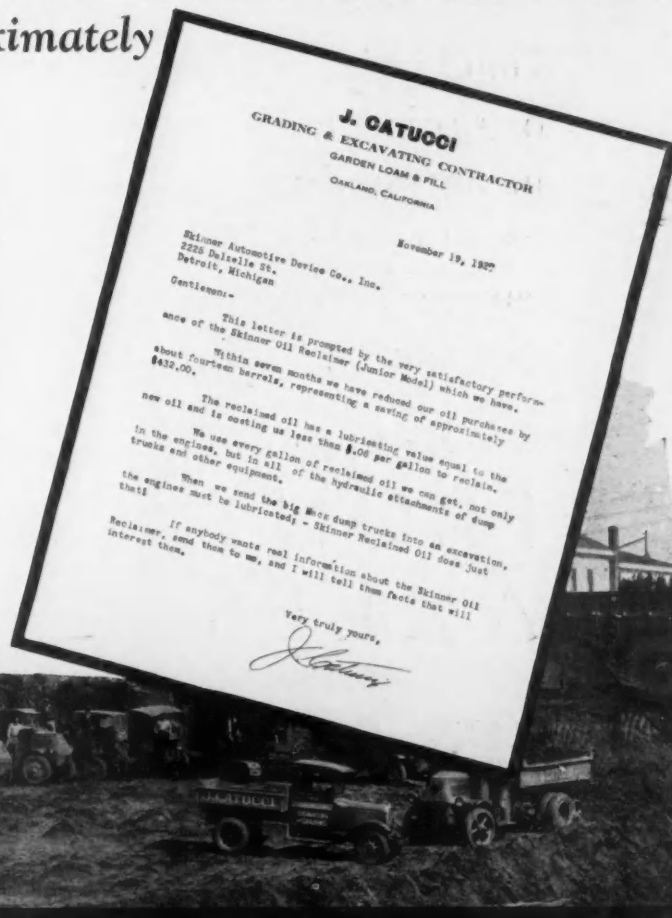 ximately
J. CATUCCI
GRADING & EXCAVATING CONTRACTOR
GARDEN LOAM & FILL
OAKLAND, CALIFORNIA
November 19, 1927
Skinner Automotive Device Co., Inc.
2225 Dalzelle St.
Detroit, Michigan
Gentlemen:-
This letter is prompted by the very satisfactory perform-
ance of the Skinner Oil Reclaimer (Junior Model) which we have.
Within seven months we have reduced our oil purchases by
about fourteen barrels, representing a saving of approximately
$432.00.
The reclaimed oil has a lubricating value equal to the
new oil and is costing us less than $.06 per gallon to reclaim.
We use every gallon of reclaimed oil we can get, not only
in the engines, but in all of the hydraulic attachments of dump
trucks and other equipment.
When we send the big Mack dump trucks into an excavation,
the engines must be lubricated; - Skinner Reclaimed Oil does just
that!
If anybody wants real information about the Skinner Oil
Reclaimer, send them to me, and I will tell them facts that will
interest them.
Very truly yours,
J. Catucci
J. CATUCCI